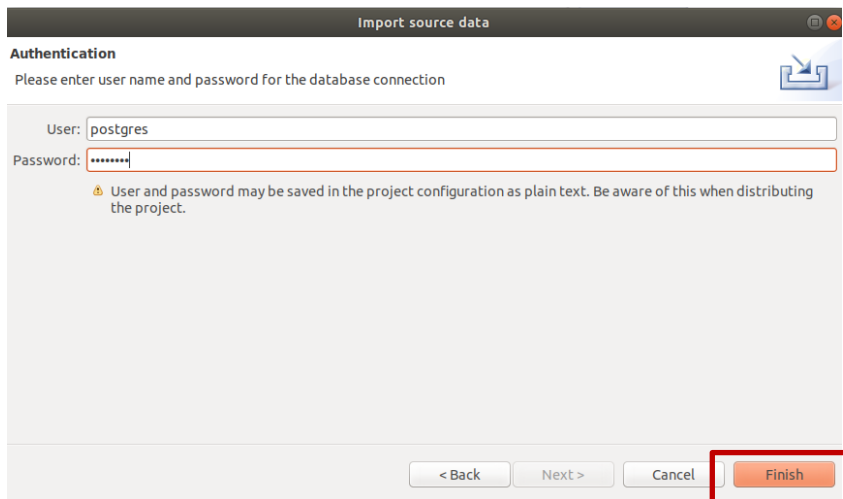 Import source data
Authentication
Please enter user name and password for the database connection
User: postgres
Password: ••••••••
User and password may be saved in the project configuration as plain text. Be aware of this when distributing
the project.
< Back Next > Cancel Finish